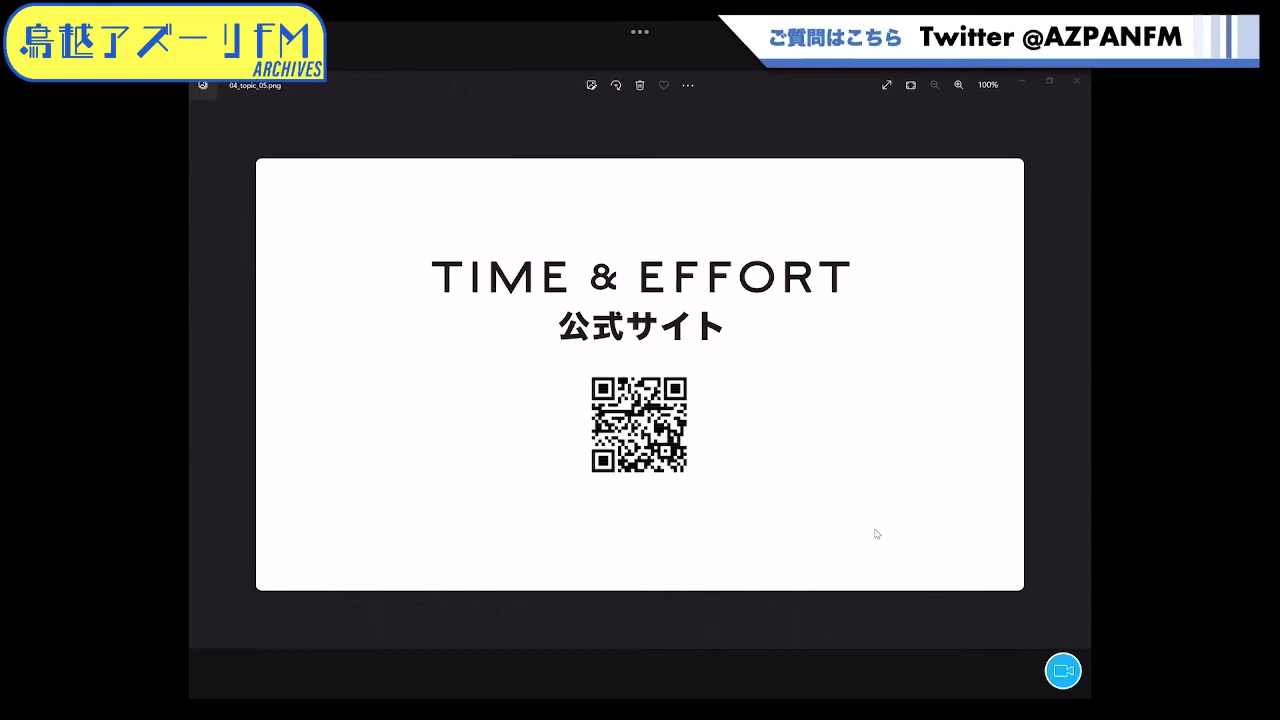 鳥越アズーリFM
ARCHIVES
ご質問はこちら Twitter @AZPANFM
04_topic_05.png
100%
TIME & EFFORT
公式サイト